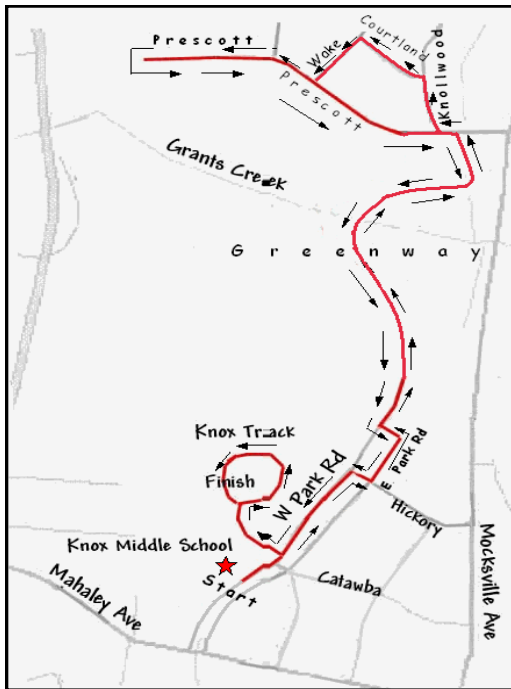 Prescott
Courtland
Wake
Knollwood
Prescott
Grants Creek
Greenway
Knox Track
E Park Rd
Finish
W Park Rd
Hickory
Knox Middle School
Mocksville Ave
Start
Catawba
Mahaley Ave